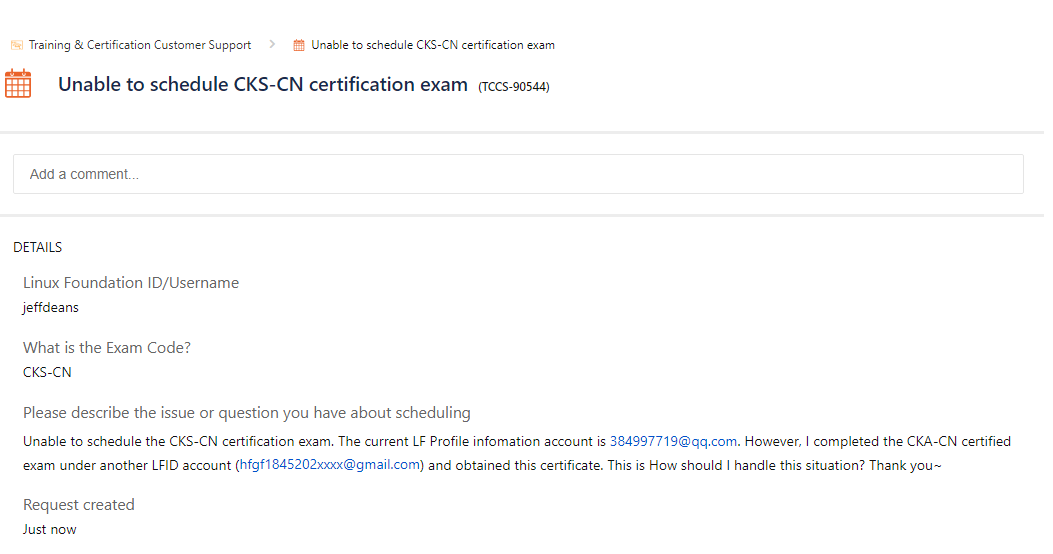 Training & Certification Customer Support > Unable to schedule CKS-CN certification exam
Unable to schedule CKS-CN certification exam (TCCS-90544)
Add a comment...
DETAILS
Linux Foundation ID/Username
jeffdeans
What is the Exam Code?
CKS-CN
Please describe the issue or question you have about scheduling
Unable to schedule the CKS-CN certification exam. The current LF Profile infomation account is 384997719@qq.com. However, I completed the CKA-CN certified
exam under another LFID account (hfgf1845202xxxx@gmail.com) and obtained this certificate. This is How should I handle this situation? Thank you~
Request created
Just now